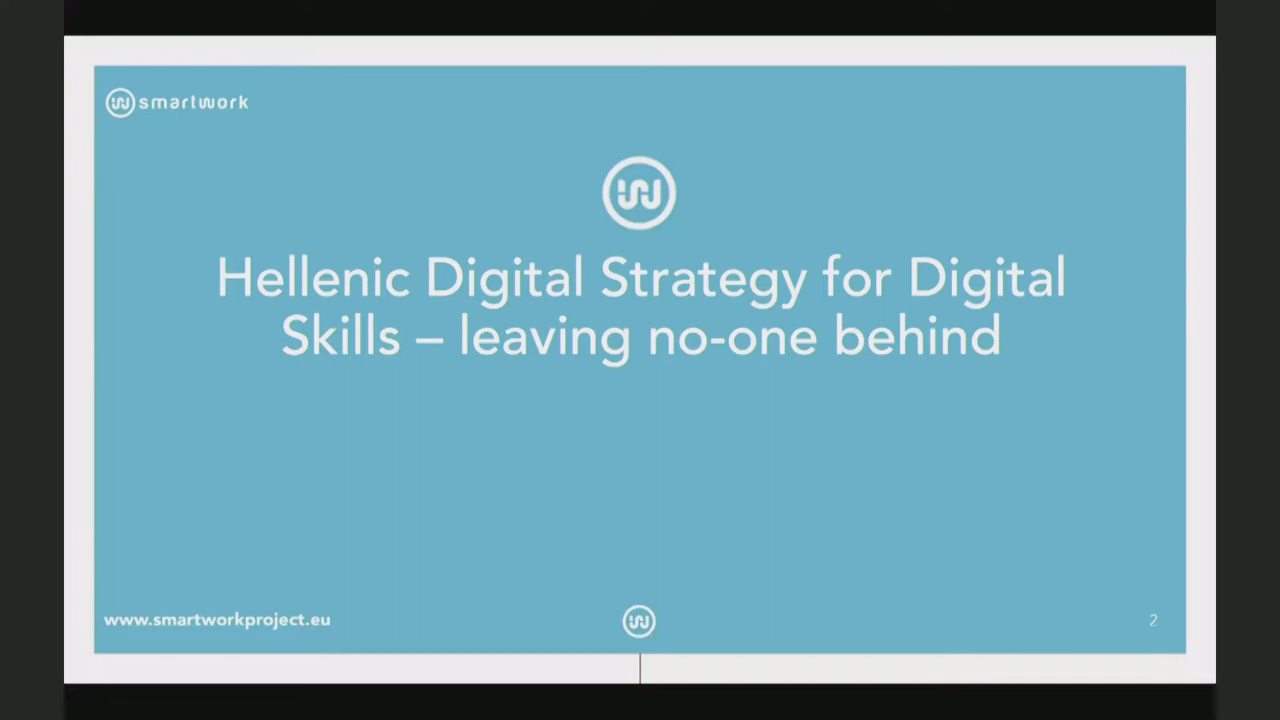 smartwork
Hellenic Digital Strategy for Digital
Skills – leaving no-one behind
www.smartworkproject.eu
2